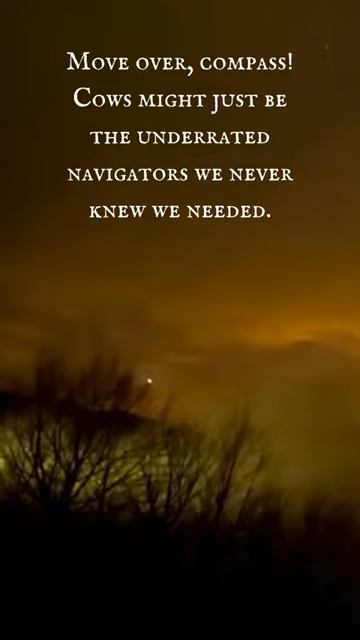 Move over, compass!
Cows might just be
the underrated
navigators we never
knew we needed.